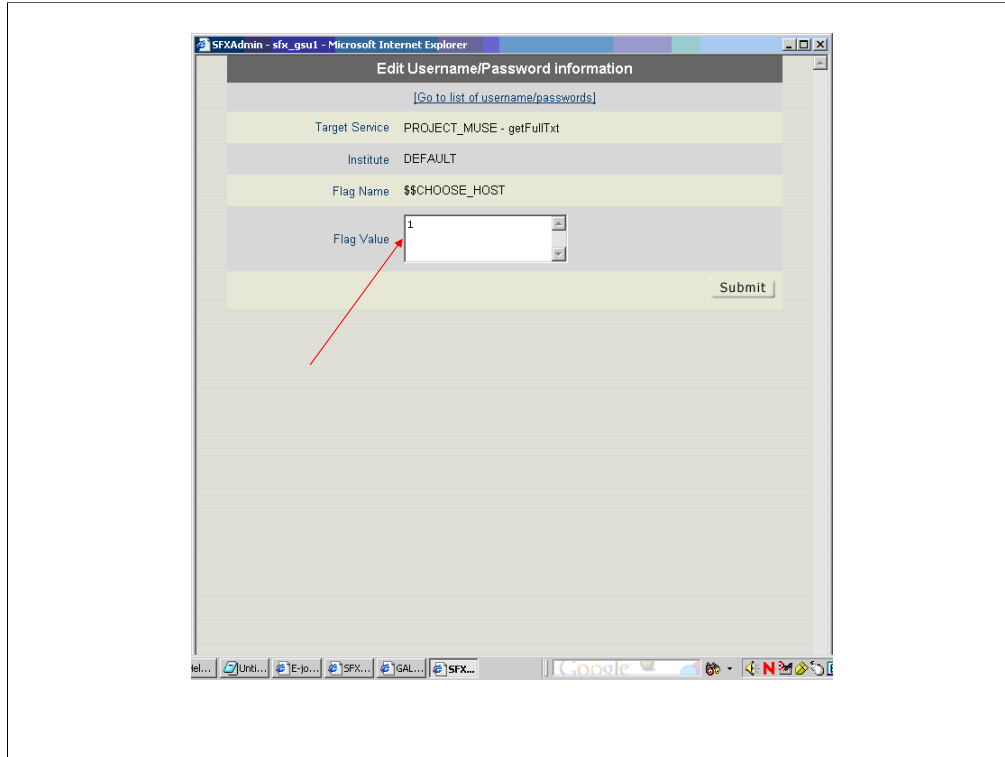 SFXAdmin - sfx_gsu1 - Microsoft Internet Explorer
Edit Username/Password information
[Go to list of username/passwords]
Target Service PROJECT_MUSE - getFullTxt
Institute DEFAULT
Flag Name $$CHOOSE_HOST
Flag Value 1
Submit
Hel... Unti... E-jo... SFX... GAL... SFX... Google N